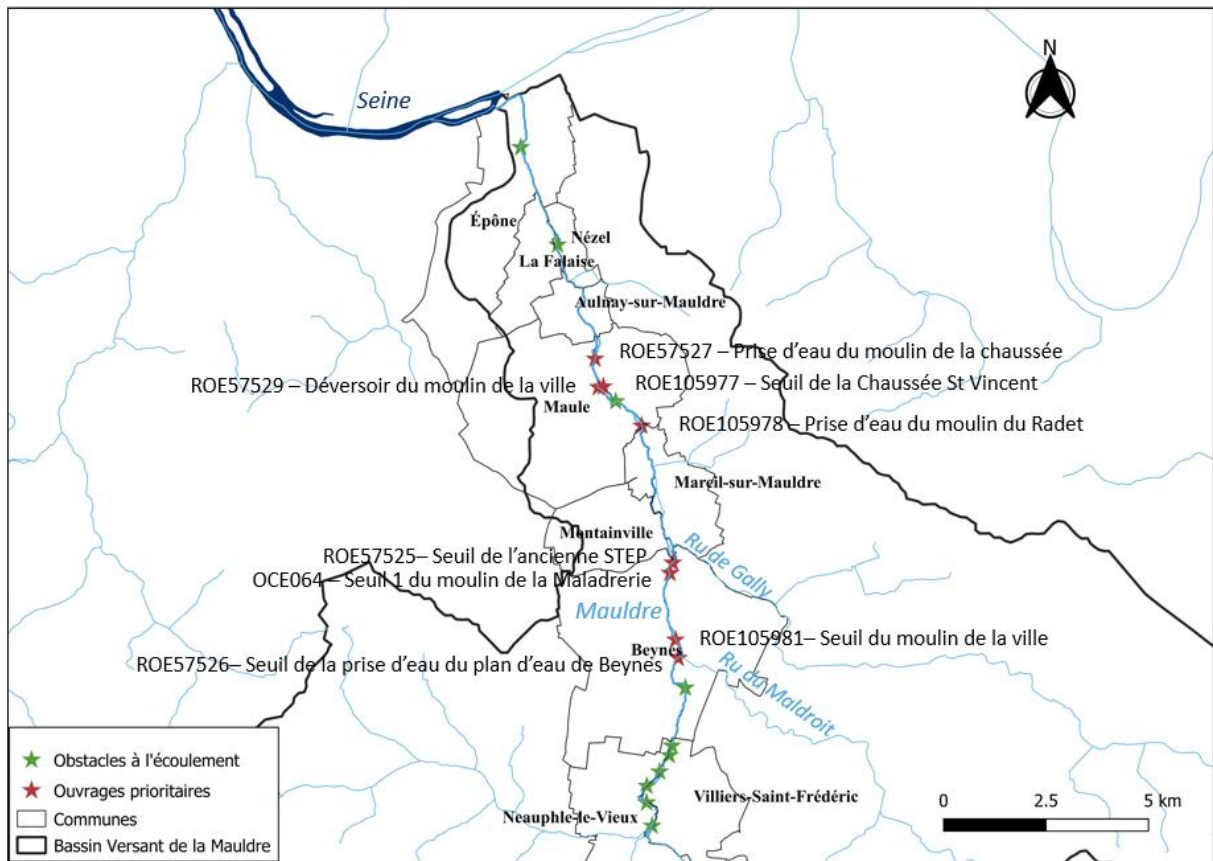 N
Seine
Épône
Nézel
La Falaise
Aulnay-sur-Mauldre
ROE57527 – Prise d'eau du moulin de la chaussée
ROE57529 – Déversoir du moulin de la ville
ROE105977 – Seuil de la Chaussée St Vincent
Maule
ROE105978 – Prise d'eau du moulin du Radet
Mareil-sur-Mauldre
Montainville
Ru de Gally
ROE57525– Seuil de l'ancienne STEP
OCE064 – Seuil 1 du moulin de la Maladrerie
Mauldre
ROE105981– Seuil du moulin de la ville
Beynes
ROE57526– Seuil de la prise d'eau du plan d'eau de Beynes
Ru du Maldroit
Villiers-Saint-Frédéric
Neauphle-le-Vieux
Obstacles à l'écoulement
Ouvrages prioritaires
Communes
Bassin Versant de la Mauldre
0 2.5 5 km